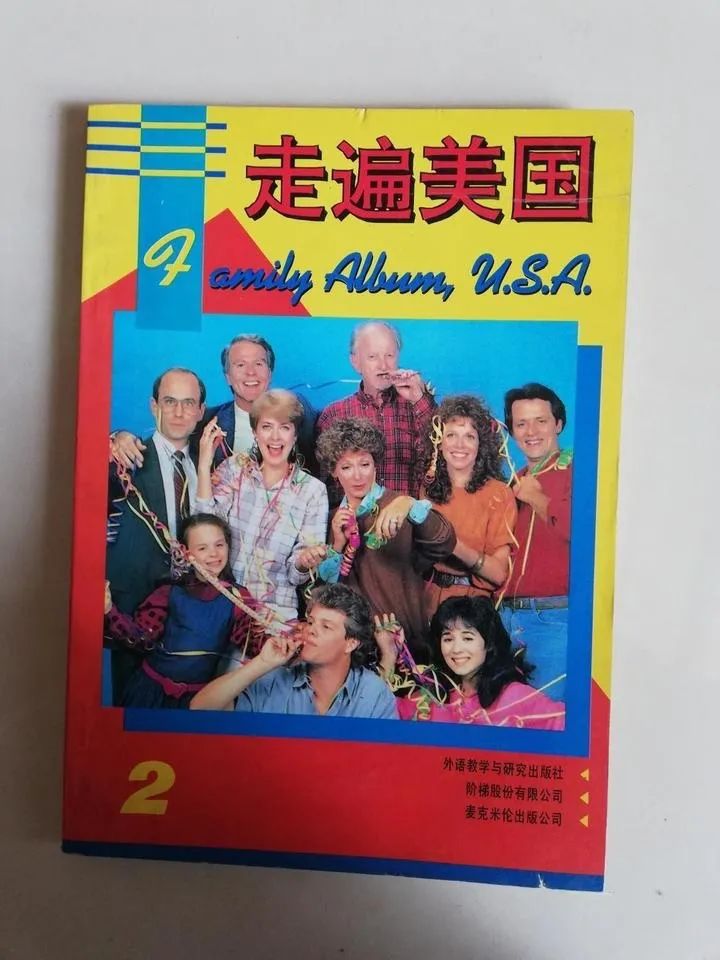 走遍美国
Family Album, U.S.A.
2
外语教学与研究出版社
阶梯股份有限公司
麦克米伦出版公司